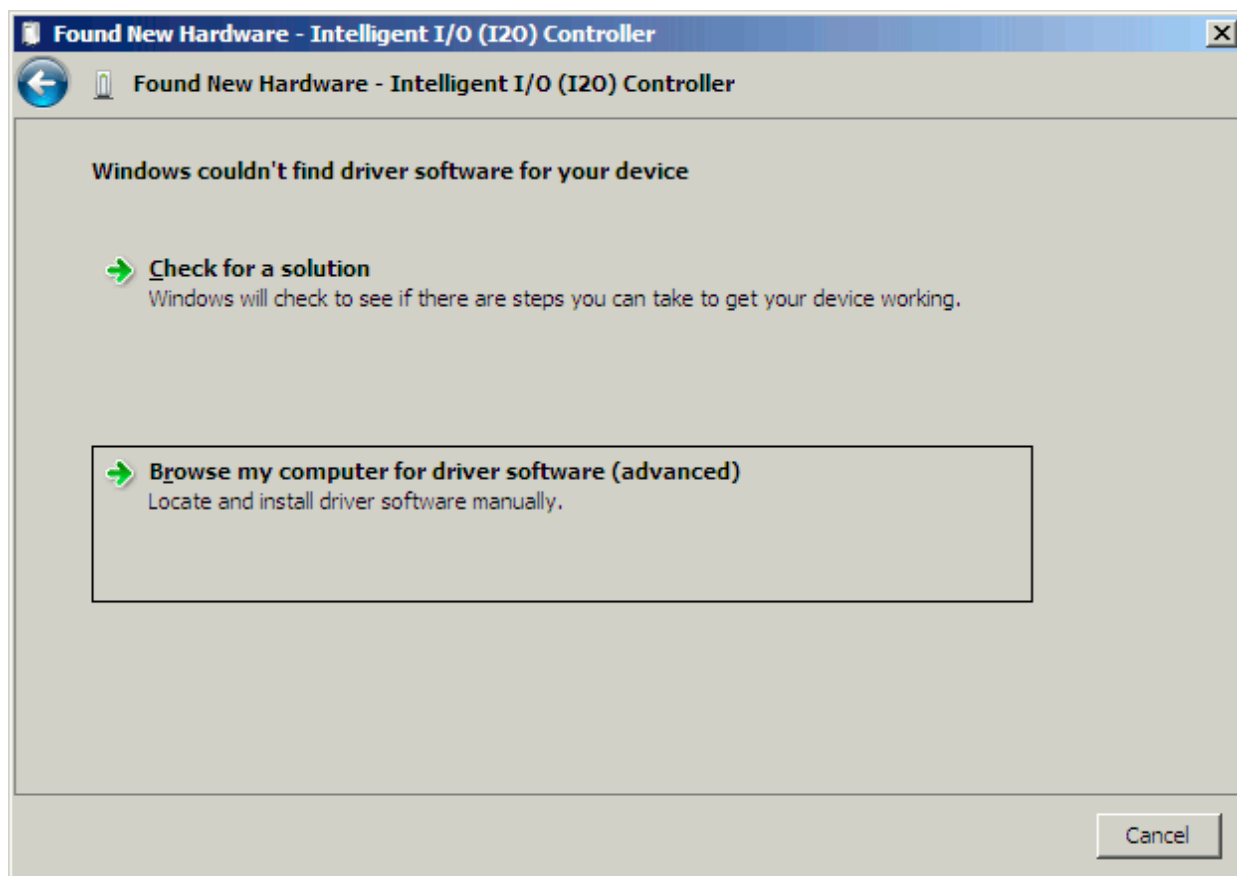 Found New Hardware - Intelligent I/O (I2O) Controller
Found New Hardware - Intelligent I/O (I2O) Controller
Windows couldn't find driver software for your device
Check for a solution
Windows will check to see if there are steps you can take to get your device working.
Browse my computer for driver software (advanced)
Locate and install driver software manually.
Cancel